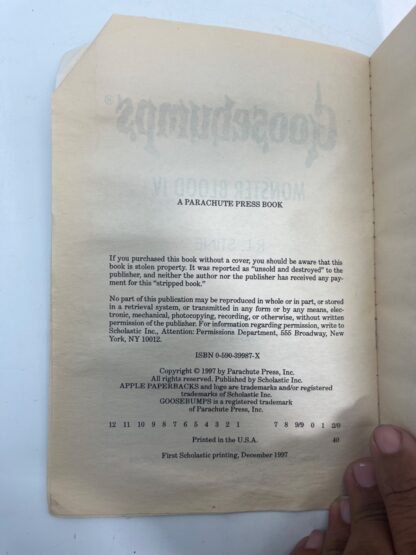 Goosebumps®
MONSTER BLOOD IV
R.L. STINE
A PARACHUTE PRESS BOOK
If you purchased this book without a cover, you should be aware that this
book is stolen property. It was reported as "unsold and destroyed" to the
publisher, and neither the author nor the publisher has received any pay-
ment for this "stripped book."
No part of this publication may be reproduced in whole or in part, or stored
in a retrieval system, or transmitted in any form or by any means, elec-
tronic, mechanical, photocopying, recording, or otherwise, without written
permission of the publisher. For information regarding permission, write to
Scholastic Inc., Attention: Permissions Department, 555 Broadway, New
York, NY 10012.
ISBN 0-590-39987-X
Copyright © 1997 by Parachute Press, Inc.
All rights reserved. Published by Scholastic Inc.
APPLE PAPERBACKS and logo are trademarks and/or registered
trademarks of Scholastic Inc.
GOOSEBUMPS is a registered trademark
of Parachute Press, Inc.
12 11 10 9 8 7 6 5 4 3 2 1 7 8 9/9 0 1 2/0
Printed in the U.S.A. 40
First Scholastic printing, December 1997